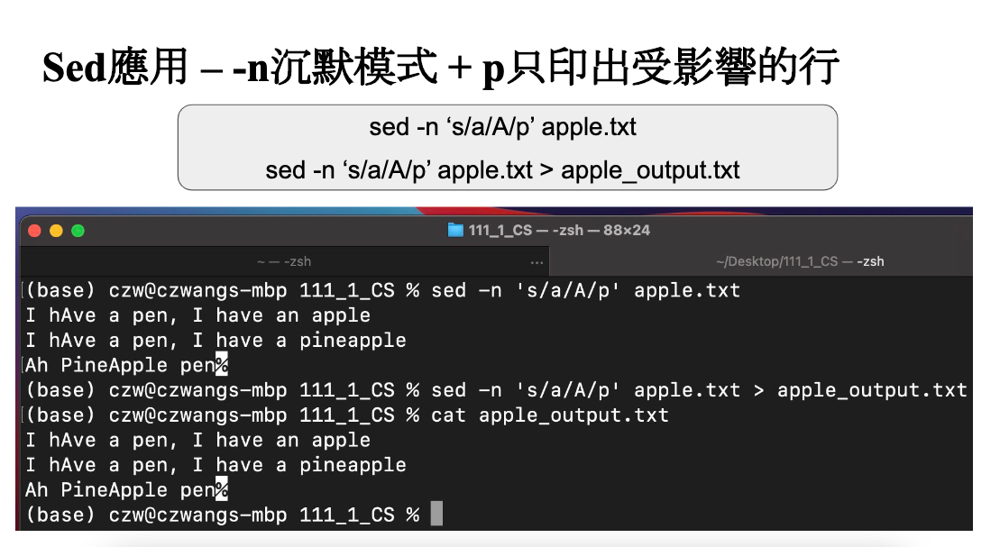 Sed應用 – -n沉默模式 + p只印出受影響的行
sed -n ‘s/a/A/p’ apple.txt
sed -n ‘s/a/A/p’ apple.txt > apple_output.txt
111_1_CS — -zsh — 88×24
~ — -zsh ... ~/Desktop/111_1_CS — -zsh
[(base) czw@czwangs-mbp 111_1_CS % sed -n 's/a/A/p' apple.txt
I hAve a pen, I have an apple
I hAve a pen, I have a pineapple
[Ah PineApple pen%
(base) czw@czwangs-mbp 111_1_CS % sed -n 's/a/A/p' apple.txt > apple_output.txt
[(base) czw@czwangs-mbp 111_1_CS % cat apple_output.txt
I hAve a pen, I have an apple
I hAve a pen, I have a pineapple
Ah PineApple pen%
(base) czw@czwangs-mbp 111_1_CS %